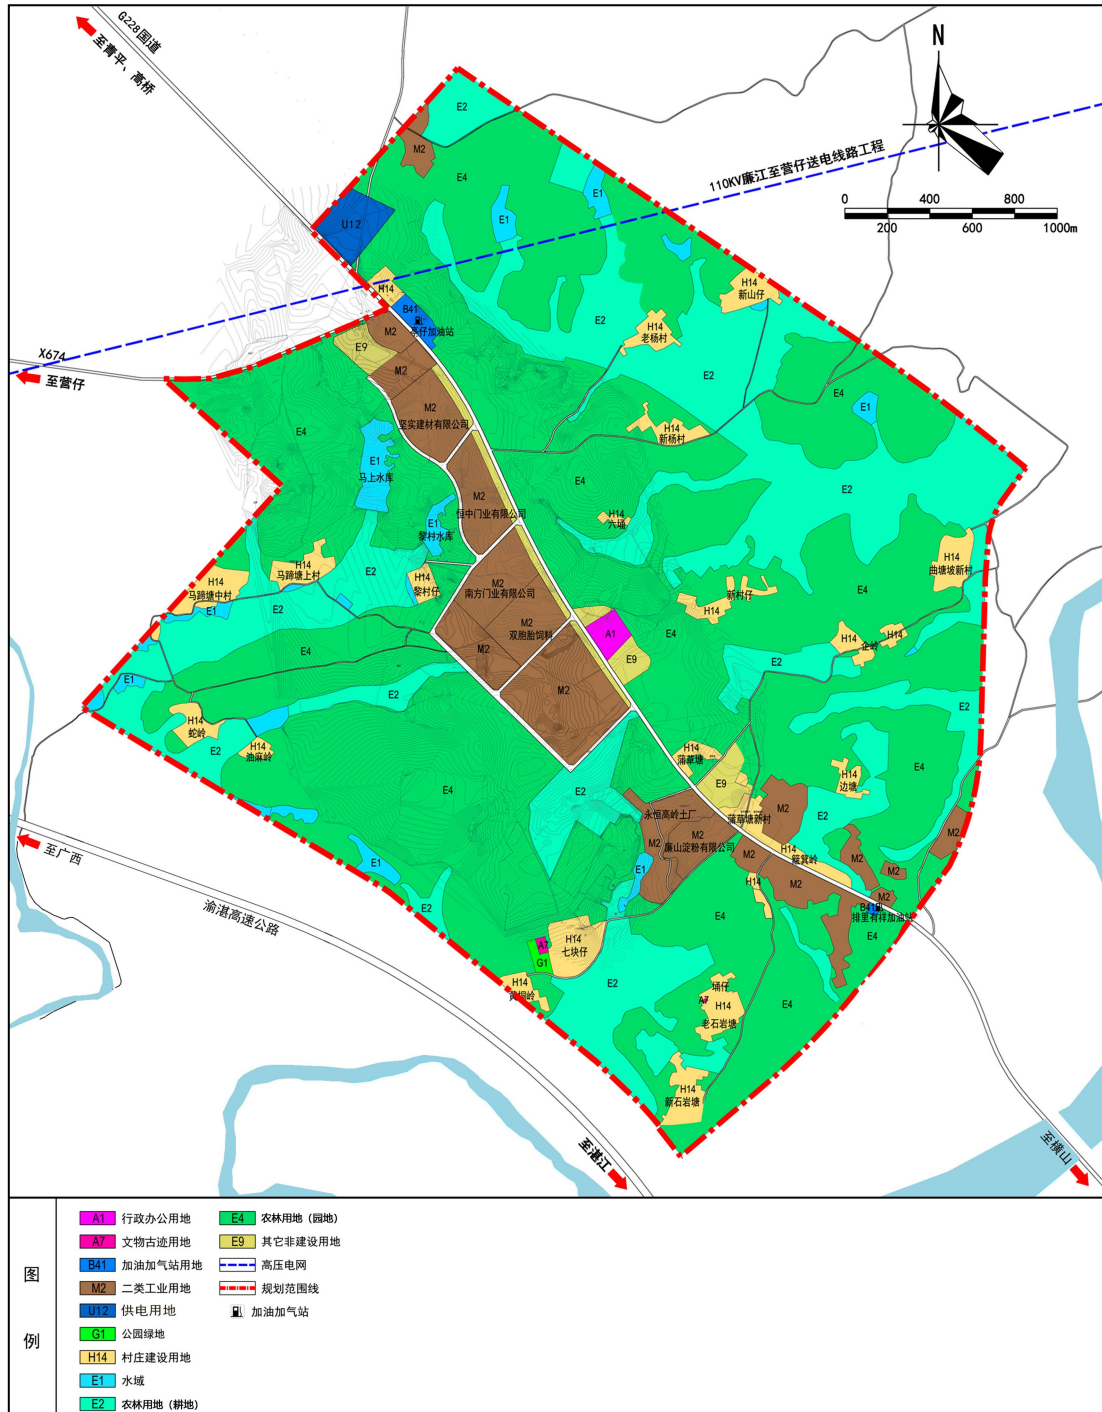 G228国道
至青平、高桥
N
110KV廉江至营仔送电线路工程
0 400 800
200 600 1000m
E2
M2
E4
E1
E1
U12
H14
B41
亭仔加油站
H14
新山仔
E2
H14
老杨村
M2
E9
X674
至营仔
M2
E2
E4
E1
M2
坚实建材有限公司
E4
H14
新杨村
E1
马上水库
E4
E2
M2
恒中门业有限公司
H14
六埇
E1
黎村水库
H14
曲塘坡新村
H14
马蹄塘上村
E2
H14
黎村仔
H14
马蹄塘中村
M2
南方门业有限公司
新村仔
H14
E4
E1
E2
M2
双胞胎饲料
A1
E4
H14
H14
企岭
E4
M2
E9
E2
E1
E2
M2
E2
H14
蛇岭
H14
油麻岭
E2
H14
蒲草塘
E4
E9
H14
边塘
E4
E2
M2
E2
永恒高岭土厂
蒲草塘新村
M2
M2
廉山淀粉有限公司
M2
M2
H14
筛箕岭
M2
M2
至广西
E1
E1
H14
M2
M2
M2
B41
排里有祥加油站
渝湛高速公路
E2
E4
E4
H14
七块仔
A7
G1
H14
黄桐岭
E2
埇仔
A7
H14
老石岩塘
E4
H14
新石岩塘
至湛江
至横山
图例
A1 行政办公用地
A7 文物古迹用地
B41 加油加气站用地
M2 二类工业用地
U12 供电用地
G1 公园绿地
H14 村庄建设用地
E1 水域
E2 农林用地（耕地）
E4 农林用地（园地）
E9 其它非建设用地
高压电网
规划范围线
加油加气站